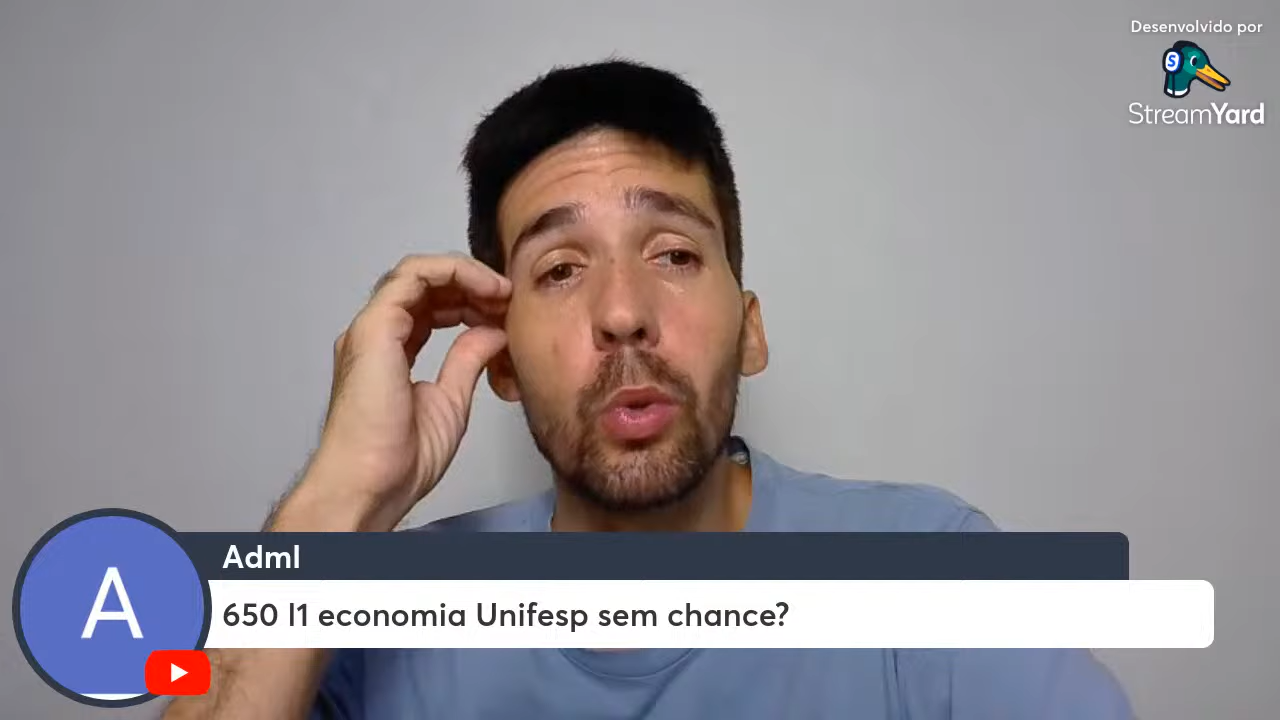 Desenvolvido por
StreamYard
Adml
650 l1 economia Unifesp sem chance?
A